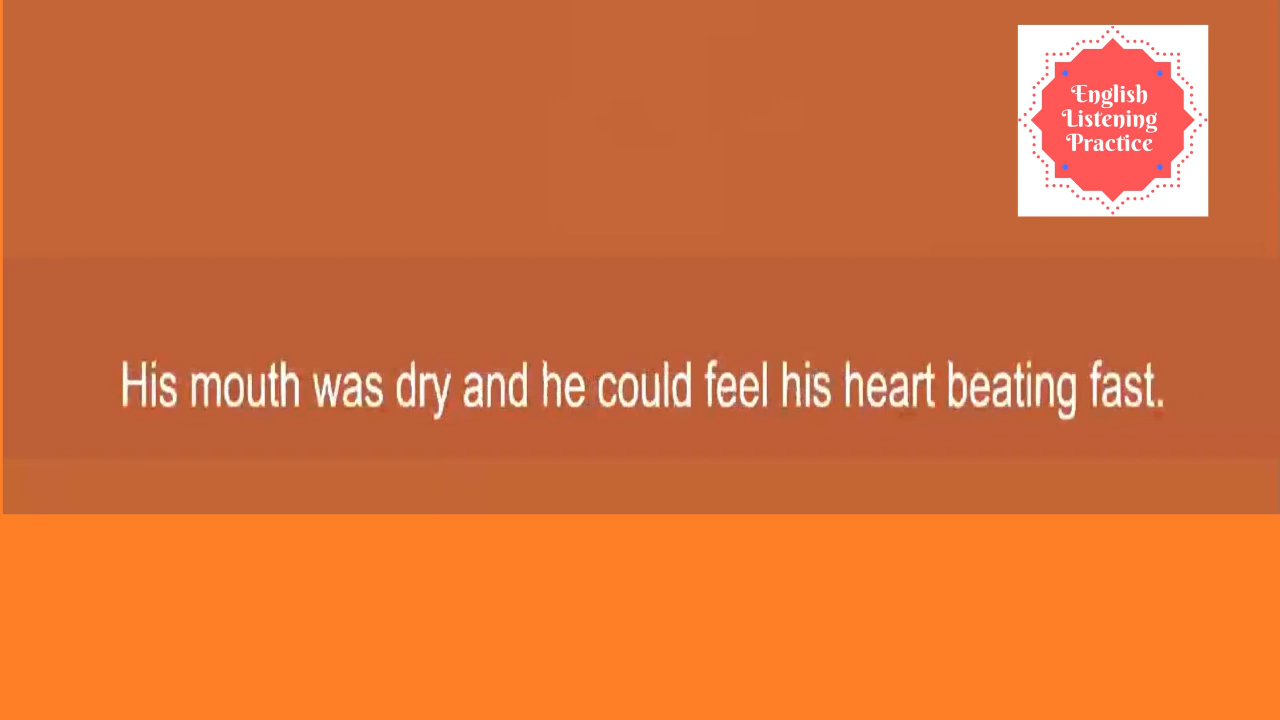 English
Listening
Practice
His mouth was dry and he could feel his heart beating fast.